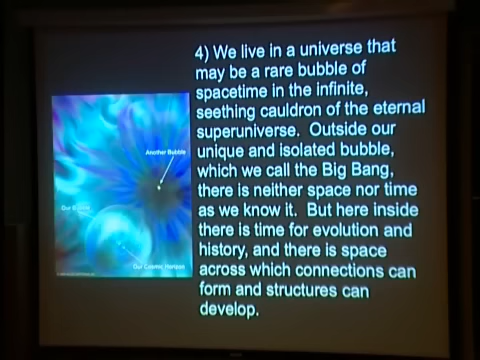 4) We live in a universe that
may be a rare bubble of
spacetime in the infinite,
seething cauldron of the eternal
superuniverse. Outside our
unique and isolated bubble,
which we call the Big Bang,
there is neither space nor time
as we know it. But here inside
there is time for evolution and
history, and there is space
across which connections can
form and structures can
develop.
Another Bubble
Our Bubble
Our Cosmic Horizon